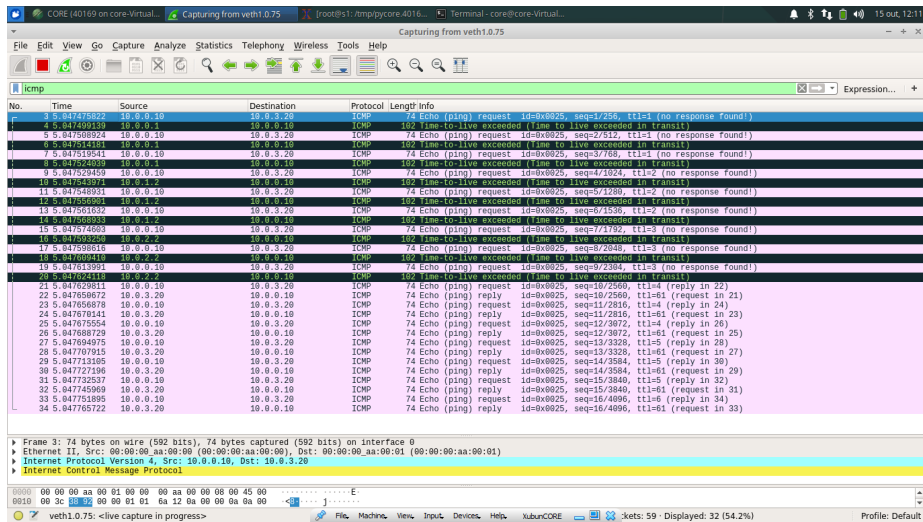 CORE (40169 on core-Virtual... Capturing from veth1.0.75 [root@s1: /tmp/pycore.4016... Terminal - core@core-Virtual... 15 out, 12:11
Capturing from veth1.0.75
File Edit View Go Capture Analyze Statistics Telephony Wireless Tools Help
icmp Expression... +
No. Time Source Destination Protocol Length Info
3 5.047475022 10.0.0.10 10.0.3.20 ICMP 74 Echo (ping) request id=0x0025, seq=1/256, ttl=1 (no response found!)
4 5.047499139 10.0.0.1 10.0.0.10 ICMP 102 Time-to-live exceeded (Time to live exceeded in transit)
5 5.047508924 10.0.0.10 10.0.3.20 ICMP 74 Echo (ping) request id=0x0025, seq=2/512, ttl=1 (no response found!)
6 5.047514181 10.0.0.1 10.0.0.10 ICMP 102 Time-to-live exceeded (Time to live exceeded in transit)
7 5.047519541 10.0.0.10 10.0.3.20 ICMP 74 Echo (ping) request id=0x0025, seq=3/768, ttl=1 (no response found!)
8 5.047524039 10.0.0.1 10.0.0.10 ICMP 102 Time-to-live exceeded (Time to live exceeded in transit)
9 5.047529459 10.0.0.10 10.0.3.20 ICMP 74 Echo (ping) request id=0x0025, seq=4/1024, ttl=2 (no response found!)
10 5.047543971 10.0.1.2 10.0.0.10 ICMP 102 Time-to-live exceeded (Time to live exceeded in transit)
11 5.047548931 10.0.0.10 10.0.3.20 ICMP 74 Echo (ping) request id=0x0025, seq=5/1280, ttl=2 (no response found!)
12 5.047556901 10.0.1.2 10.0.0.10 ICMP 102 Time-to-live exceeded (Time to live exceeded in transit)
13 5.047561632 10.0.0.10 10.0.3.20 ICMP 74 Echo (ping) request id=0x0025, seq=6/1536, ttl=2 (no response found!)
14 5.047568933 10.0.1.2 10.0.0.10 ICMP 102 Time-to-live exceeded (Time to live exceeded in transit)
15 5.047574603 10.0.0.10 10.0.3.20 ICMP 74 Echo (ping) request id=0x0025, seq=7/1792, ttl=3 (no response found!)
16 5.047593250 10.0.2.2 10.0.0.10 ICMP 102 Time-to-live exceeded (Time to live exceeded in transit)
17 5.047598616 10.0.0.10 10.0.3.20 ICMP 74 Echo (ping) request id=0x0025, seq=8/2048, ttl=3 (no response found!)
18 5.047609410 10.0.2.2 10.0.0.10 ICMP 102 Time-to-live exceeded (Time to live exceeded in transit)
19 5.047613991 10.0.0.10 10.0.3.20 ICMP 74 Echo (ping) request id=0x0025, seq=9/2304, ttl=3 (no response found!)
20 5.047624118 10.0.2.2 10.0.0.10 ICMP 102 Time-to-live exceeded (Time to live exceeded in transit)
21 5.047629811 10.0.0.10 10.0.3.20 ICMP 74 Echo (ping) request id=0x0025, seq=10/2560, ttl=4 (reply in 22)
22 5.047650672 10.0.3.20 10.0.0.10 ICMP 74 Echo (ping) reply id=0x0025, seq=10/2560, ttl=61 (request in 21)
23 5.047656878 10.0.0.10 10.0.3.20 ICMP 74 Echo (ping) request id=0x0025, seq=11/2816, ttl=4 (reply in 24)
24 5.047670141 10.0.3.20 10.0.0.10 ICMP 74 Echo (ping) reply id=0x0025, seq=11/2816, ttl=61 (request in 23)
25 5.047675554 10.0.0.10 10.0.3.20 ICMP 74 Echo (ping) request id=0x0025, seq=12/3072, ttl=4 (reply in 26)
26 5.047688729 10.0.3.20 10.0.0.10 ICMP 74 Echo (ping) reply id=0x0025, seq=12/3072, ttl=61 (request in 25)
27 5.047694975 10.0.0.10 10.0.3.20 ICMP 74 Echo (ping) request id=0x0025, seq=13/3328, ttl=5 (reply in 28)
28 5.047707915 10.0.3.20 10.0.0.10 ICMP 74 Echo (ping) reply id=0x0025, seq=13/3328, ttl=61 (request in 27)
29 5.047713105 10.0.0.10 10.0.3.20 ICMP 74 Echo (ping) request id=0x0025, seq=14/3584, ttl=5 (reply in 30)
30 5.047727196 10.0.3.20 10.0.0.10 ICMP 74 Echo (ping) reply id=0x0025, seq=14/3584, ttl=61 (request in 29)
31 5.047732537 10.0.0.10 10.0.3.20 ICMP 74 Echo (ping) request id=0x0025, seq=15/3840, ttl=5 (reply in 32)
32 5.047745969 10.0.3.20 10.0.0.10 ICMP 74 Echo (ping) reply id=0x0025, seq=15/3840, ttl=61 (request in 31)
33 5.047751895 10.0.0.10 10.0.3.20 ICMP 74 Echo (ping) request id=0x0025, seq=16/4096, ttl=6 (reply in 34)
34 5.047765722 10.0.3.20 10.0.0.10 ICMP 74 Echo (ping) reply id=0x0025, seq=16/4096, ttl=61 (request in 33)
Frame 3: 74 bytes on wire (592 bits), 74 bytes captured (592 bits) on interface 0
Ethernet II, Src: 00:00:00_aa:00:00 (00:00:00:aa:00:00), Dst: 00:00:00_aa:00:01 (00:00:00:aa:00:01)
Internet Protocol Version 4, Src: 10.0.0.10, Dst: 10.0.3.20
Internet Control Message Protocol
0000 00 00 00 aa 00 01 00 00 00 aa 00 00 08 00 45 00 ........ ......E.
0010 00 3c 38 92 00 00 01 01 6a 12 0a 00 00 0a 0a 00 .<8..... j.......
veth1.0.75: <live capture in progress> File Machine View Input Devices Help XubunCORE :kets: 59 · Displayed: 32 (54.2%) Profile: Default